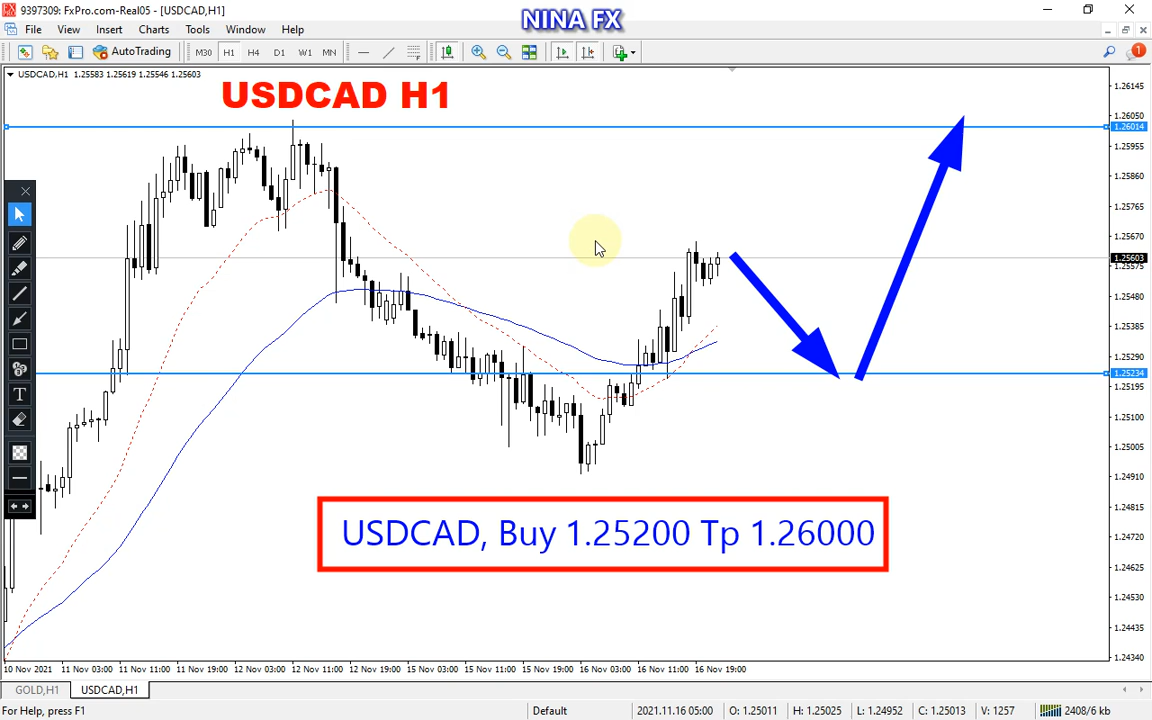 9397309: FxPro.com-Real05 - [USDCAD,H1]
NINA FX
File View Insert Charts Tools Window Help
AutoTrading M30 H1 H4 D1 W1 MN
1
USDCAD,H1 1.25583 1.25619 1.25546 1.25603
USDCAD H1
1.26145
1.26050
1.26014
1.25955
1.25860
1.25765
1.25670
1.25603
1.25575
1.25480
1.25385
1.25290
1.25234
1.25195
1.25100
1.25005
1.24910
1.24815
1.24720
1.24625
1.24530
1.24435
1.24340
T
USDCAD, Buy 1.25200 Tp 1.26000
10 Nov 2021 11 Nov 03:00 11 Nov 11:00 11 Nov 19:00 12 Nov 03:00 12 Nov 11:00 12 Nov 19:00 15 Nov 03:00 15 Nov 11:00 15 Nov 19:00 16 Nov 03:00 16 Nov 11:00 16 Nov 19:00
GOLD,H1 USDCAD,H1
For Help, press F1 Default 2021.11.16 05:00 O: 1.25011 H: 1.25025 L: 1.24952 C: 1.25013 V: 1257 2408/6 kb